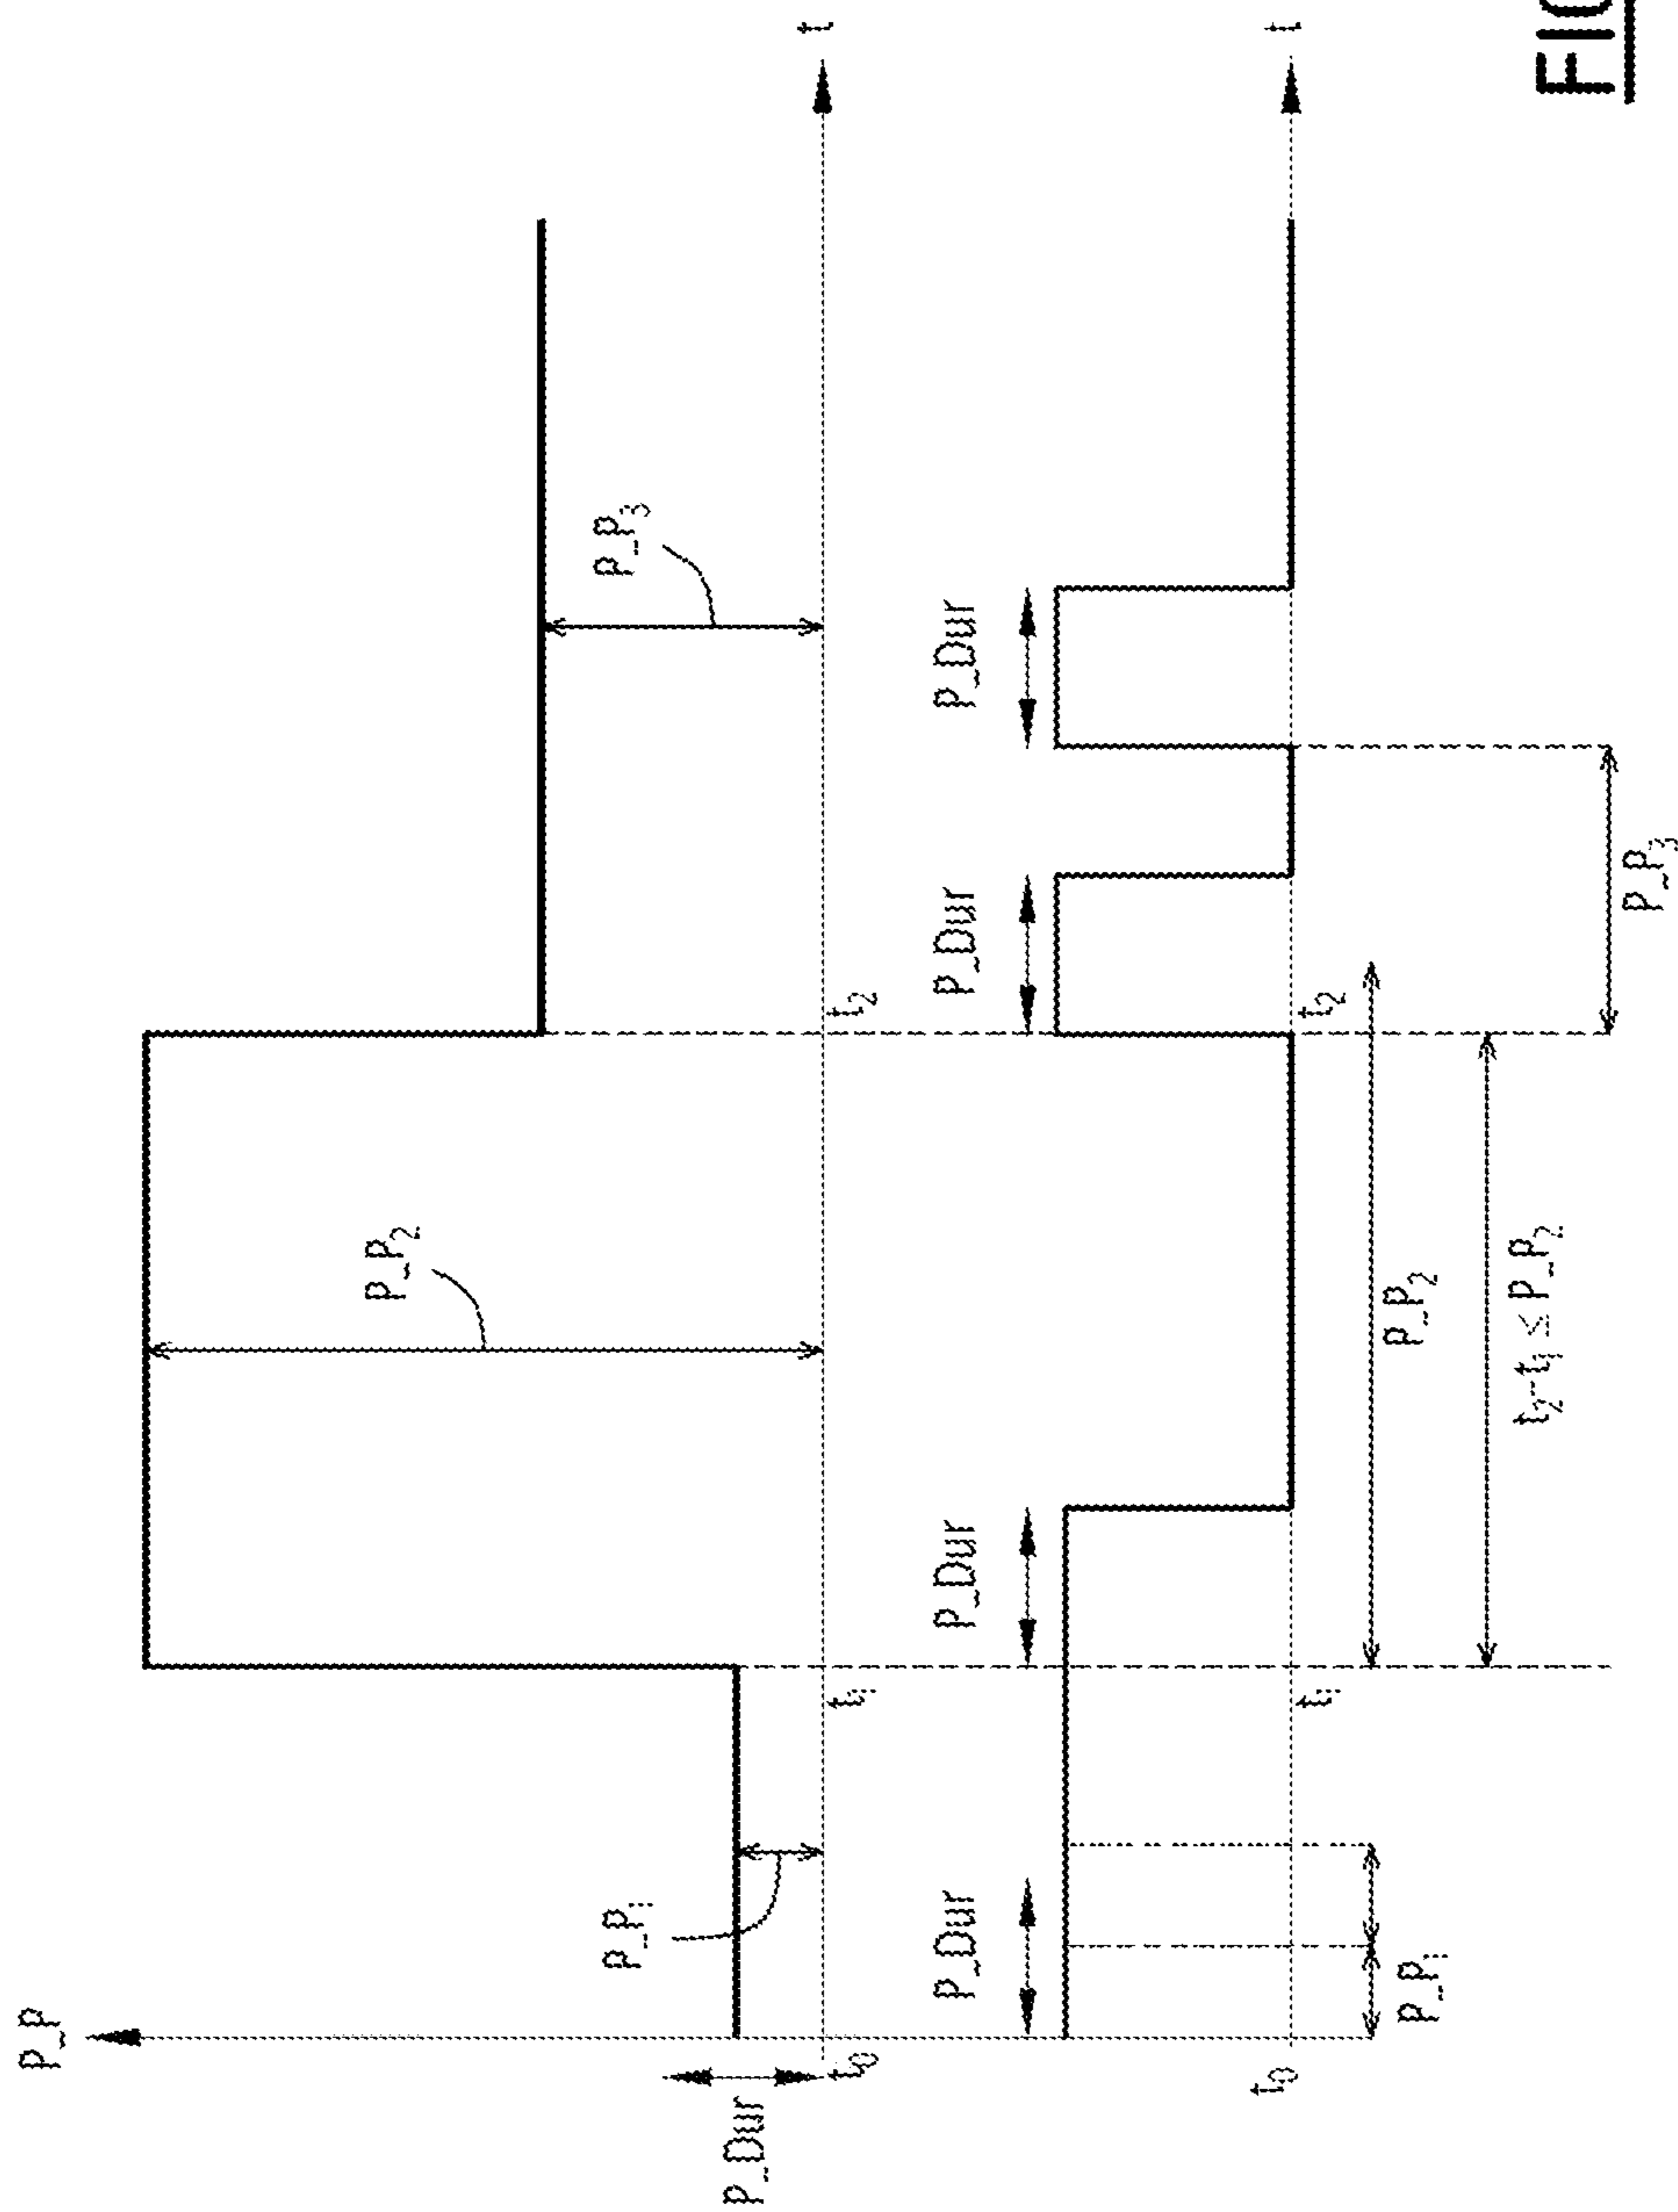 P_P
P_P₂
P_P₁
P_P₃
P_Dur
t₀
t₁
t₂
t
P_Dur
P_Dur
P_Dur
P_Dur
t₀
t₁
t₂
t
P_P₁
P_P₂
t₂-t₁ ≤ P_P₂
P_P₃